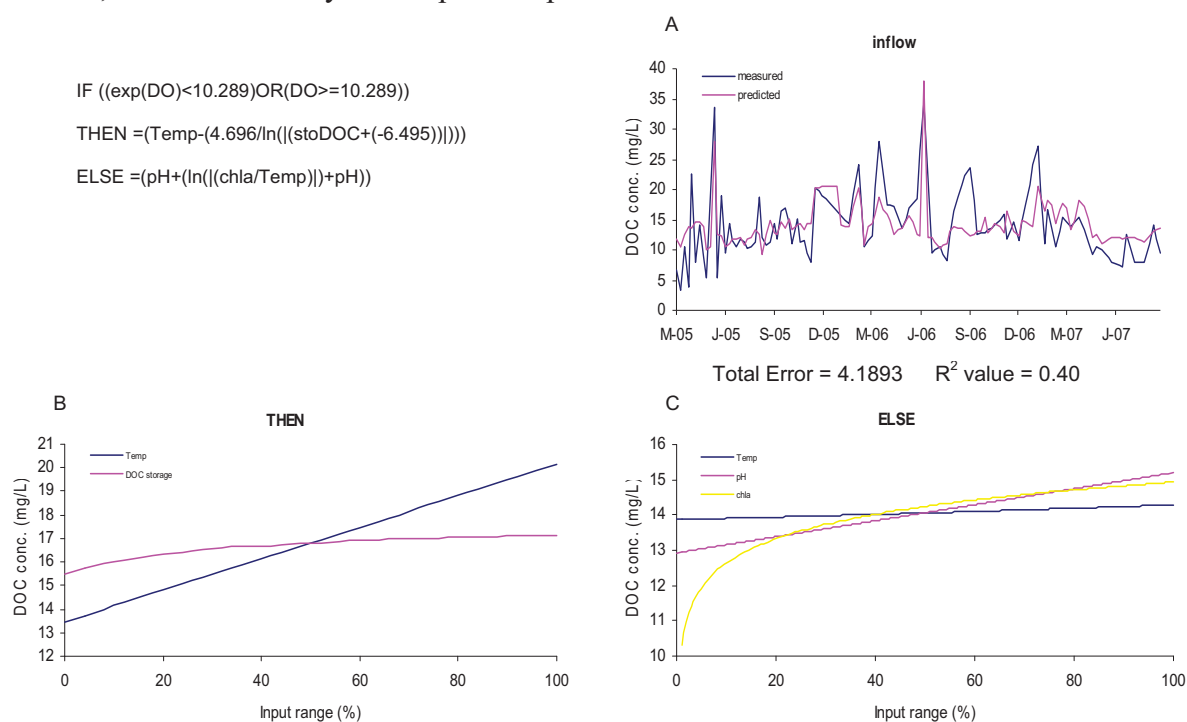 IF ((exp(DO)<10.289)OR(DO>=10.289))
THEN =(Temp-(4.696/ln(|(stoDOC+(-6.495))|)))
ELSE =(pH+(ln(|(chla/Temp)|)+pH))
A
inflow
measured
predicted
DOC conc. (mg/L)
40
35
30
25
20
15
10
5
0
M-05 J-05 S-05 D-05 M-06 J-06 S-06 D-06 M-07 J-07
Total Error = 4.1893 R² value = 0.40
B
THEN
Temp
DOC storage
DOC conc. (mg/L)
21
20
19
18
17
16
15
14
13
12
0 20 40 60 80 100
Input range (%)
C
ELSE
Temp
pH
chla
DOC conc. (mg/L)
16
15
14
13
12
11
10
0 20 40 60 80 100
Input range (%)